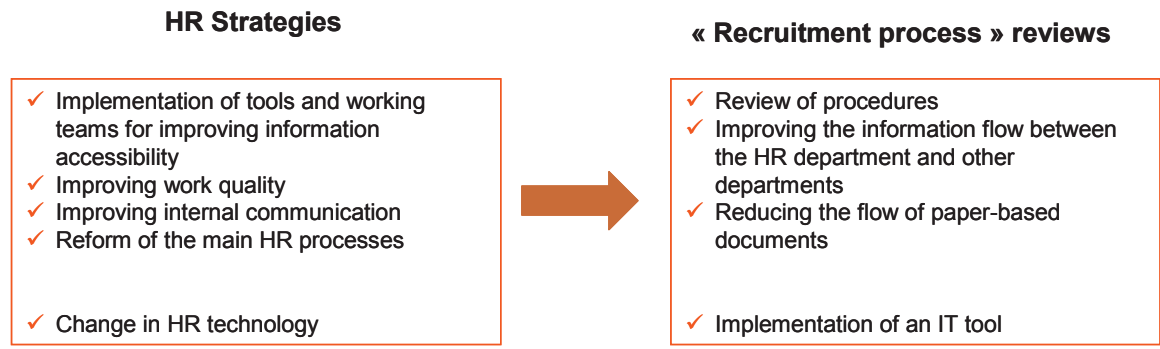 HR Strategies
✓ Implementation of tools and working
teams for improving information
accessibility
✓ Improving work quality
✓ Improving internal communication
✓ Reform of the main HR processes
✓ Change in HR technology
« Recruitment process » reviews
✓ Review of procedures
✓ Improving the information flow between
the HR department and other
departments
✓ Reducing the flow of paper-based
documents
✓ Implementation of an IT tool